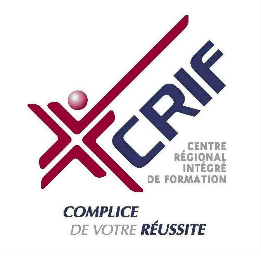 CRIF
CENTRE
RÉGIONAL
INTÉGRÉ
DE FORMATION
COMPLICE
DE VOTRE RÉUSSITE